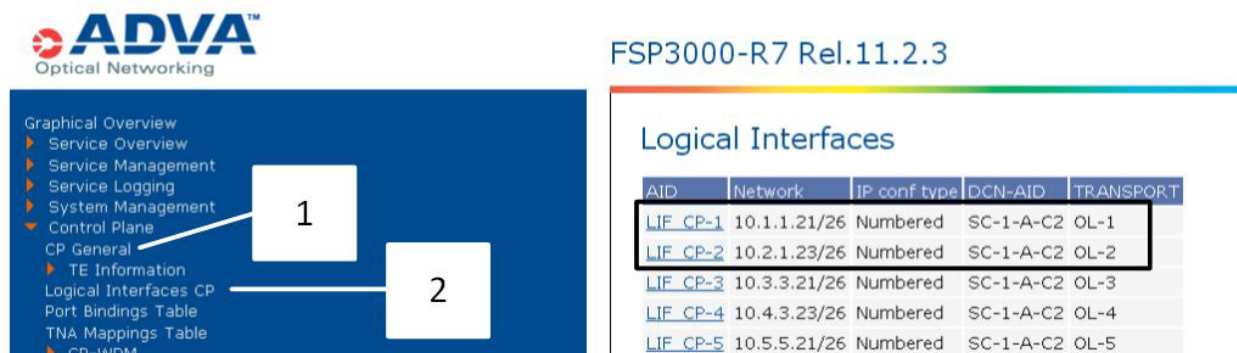 ADVA™
Optical Networking
FSP3000-R7 Rel.11.2.3
Graphical Overview
Service Overview
Service Management
Service Logging
System Management
Control Plane
CP General
TE Information
Logical Interfaces CP
Port Bindings Table
TNA Mappings Table
CP-WDM
1
2
Logical Interfaces
AID Network IP conf type DCN-AID TRANSPORT
LIF_CP-1 10.1.1.21/26 Numbered SC-1-A-C2 OL-1
LIF_CP-2 10.2.1.23/26 Numbered SC-1-A-C2 OL-2
LIF_CP-3 10.3.3.21/26 Numbered SC-1-A-C2 OL-3
LIF_CP-4 10.4.3.23/26 Numbered SC-1-A-C2 OL-4
LIF_CP-5 10.5.5.21/26 Numbered SC-1-A-C2 OL-5